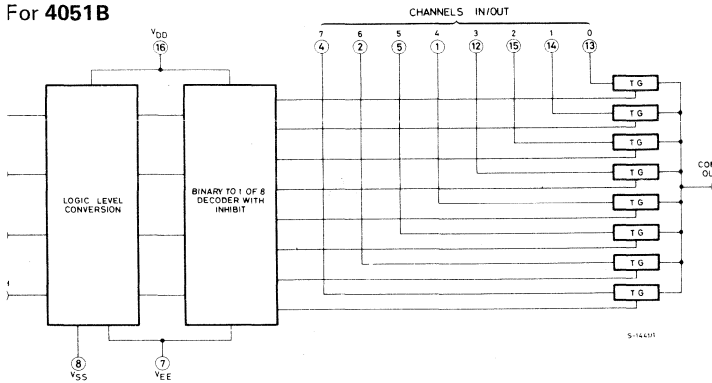 For 4051B
CHANNELS IN/OUT
7 6 5 4 3 2 1 0
4 2 5 1 12 15 14 13
VDD
16
TG
TG
TG
TG
TG
TG
TG
TG
LOGIC LEVEL
CONVERSION
BINARY TO 1 OF 8
DECODER WITH
INHIBIT
8
VSS
7
VEE